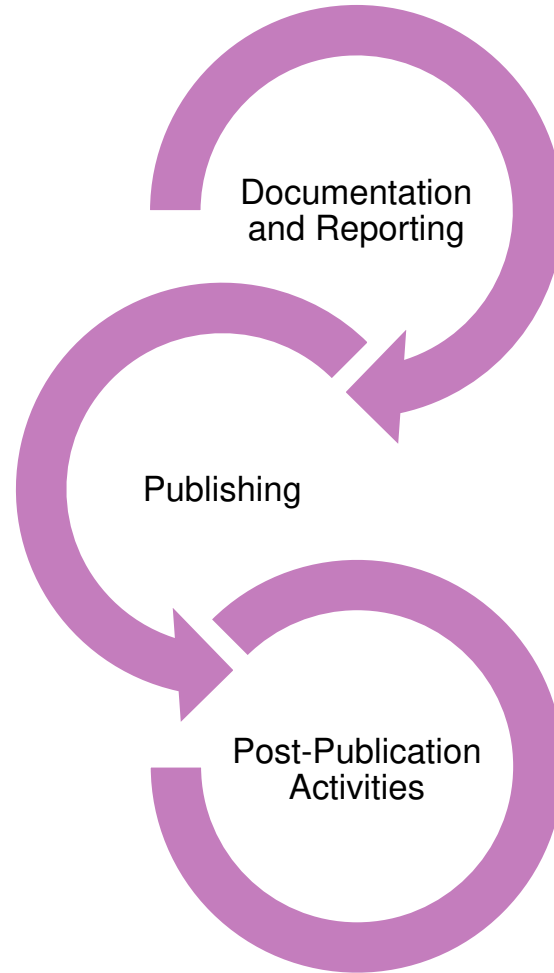 Documentation
and Reporting
Publishing
Post-Publication
Activities